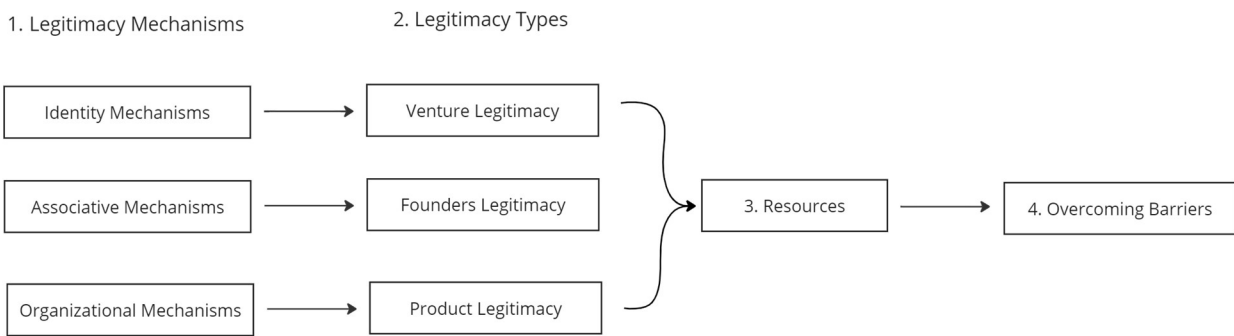 1. Legitimacy Mechanisms
2. Legitimacy Types
Identity Mechanisms
Venture Legitimacy
Associative Mechanisms
Founders Legitimacy
3. Resources
4. Overcoming Barriers
Organizational Mechanisms
Product Legitimacy